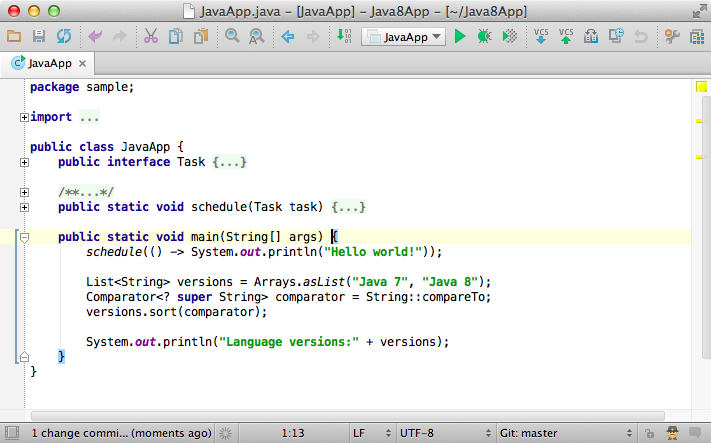 JavaApp.java – [JavaApp] – Java8App – [~/Java8App]
JavaApp VCS VCS
JavaApp
package sample;
import ...
public class JavaApp {
public interface Task {...}
/**...*/
public static void schedule(Task task) {...}
public static void main(String[] args) {
schedule(() -> System.out.println("Hello world!"));
List<String> versions = Arrays.asList("Java 7", "Java 8");
Comparator<? super String> comparator = String::compareTo;
versions.sort(comparator);
System.out.println("Language versions:" + versions);
}
}
1 change commi... (moments ago) 1:13 LF UTF-8 Git: master